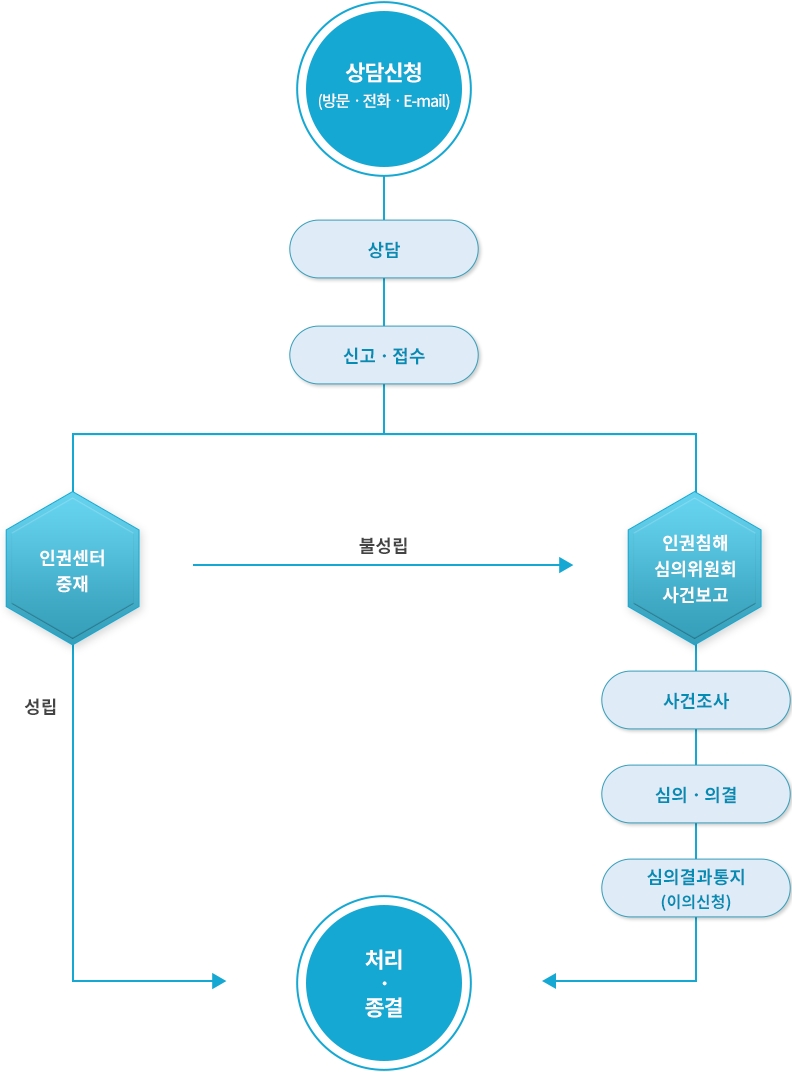 상담신청
(방문 · 전화 · E-mail)
상담
신고 · 접수
인권센터
중재
불성립
인권침해
심의위원회
사건보고
성립
사건조사
심의 · 의결
심의결과통지
(이의신청)
처리
·
종결